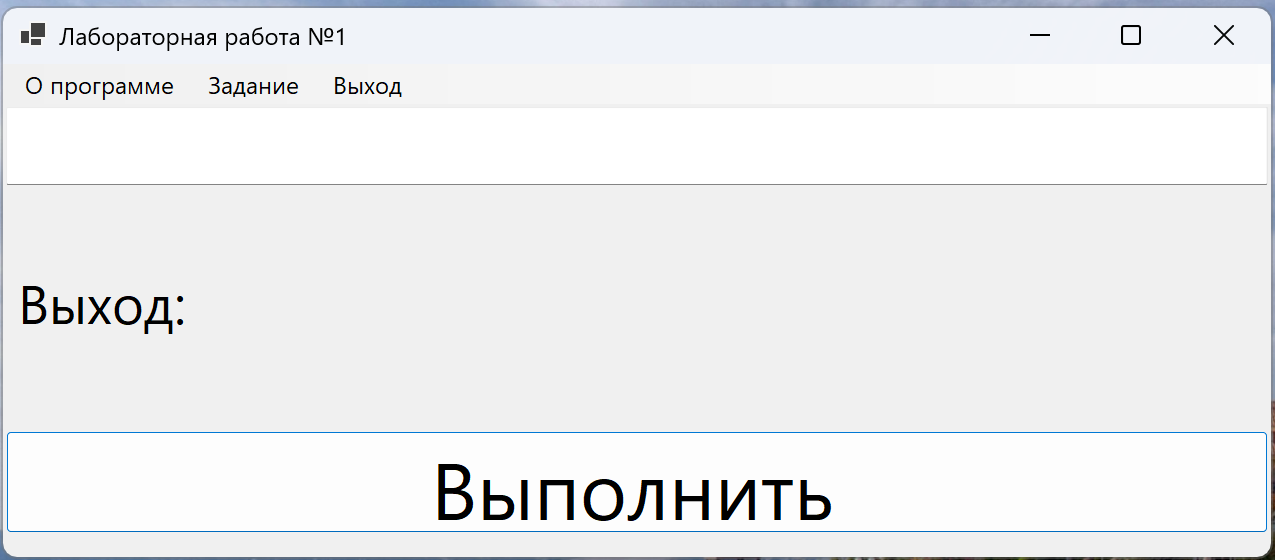 Лабораторная работа №1
О программе Задание Выход
Выход:
Выполнить